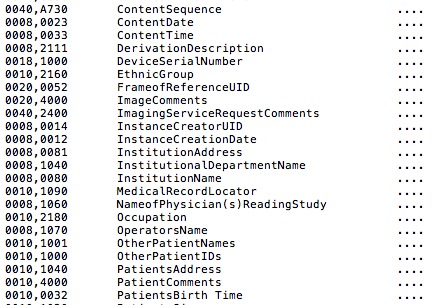 0040,A730 ContentSequence ....
0008,0023 ContentDate ....
0008,0033 ContentTime ....
0008,2111 DerivationDescription ....
0018,1000 DeviceSerialNumber ....
0010,2160 EthnicGroup ....
0020,0052 FrameofReferenceUID ....
0020,4000 ImageComments ....
0040,2400 ImagingServiceRequestComments ....
0008,0014 InstanceCreatorUID ....
0008,0012 InstanceCreationDate ....
0008,0081 InstitutionAddress ....
0008,1040 InstitutionalDepartmentName ....
0008,0080 InstitutionName ....
0010,1090 MedicalRecordLocator ....
0008,1060 NameofPhysician(s)ReadingStudy ....
0010,2180 Occupation ....
0008,1070 OperatorsName ....
0010,1001 OtherPatientNames ....
0010,1000 OtherPatientIDs ....
0010,1040 PatientsAddress ....
0010,4000 PatientComments ....
0010,0032 PatientsBirth Time ....